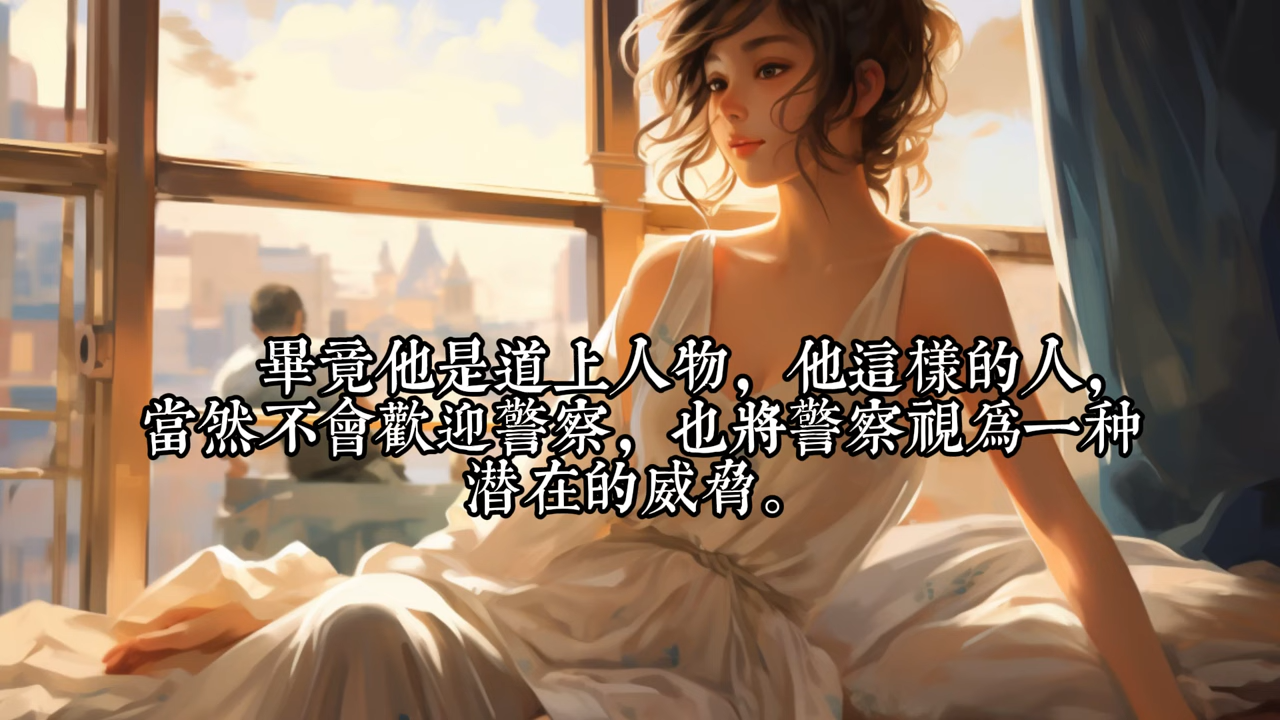 畢竟他是道上人物，他這樣的人，
當然不會歡迎警察，也將警察視爲一种
潜在的威脅。